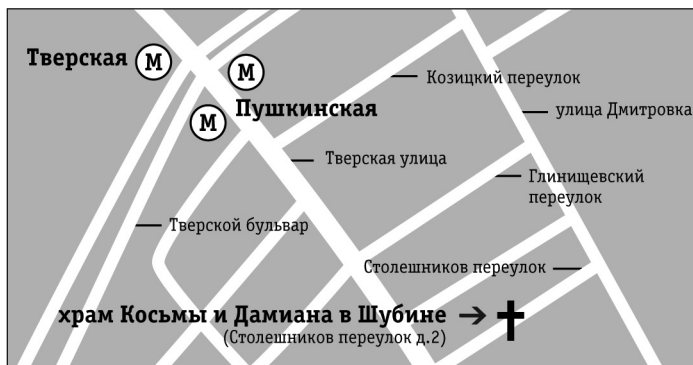 Тверская М
М
М
Пушкинская
Козицкий переулок
улица Дмитровка
Тверская улица
Глинищевский
переулок
Тверской бульвар
Столешников переулок
храм Косьмы и Дамиана в Шубине →
(Столешников переулок д.2)